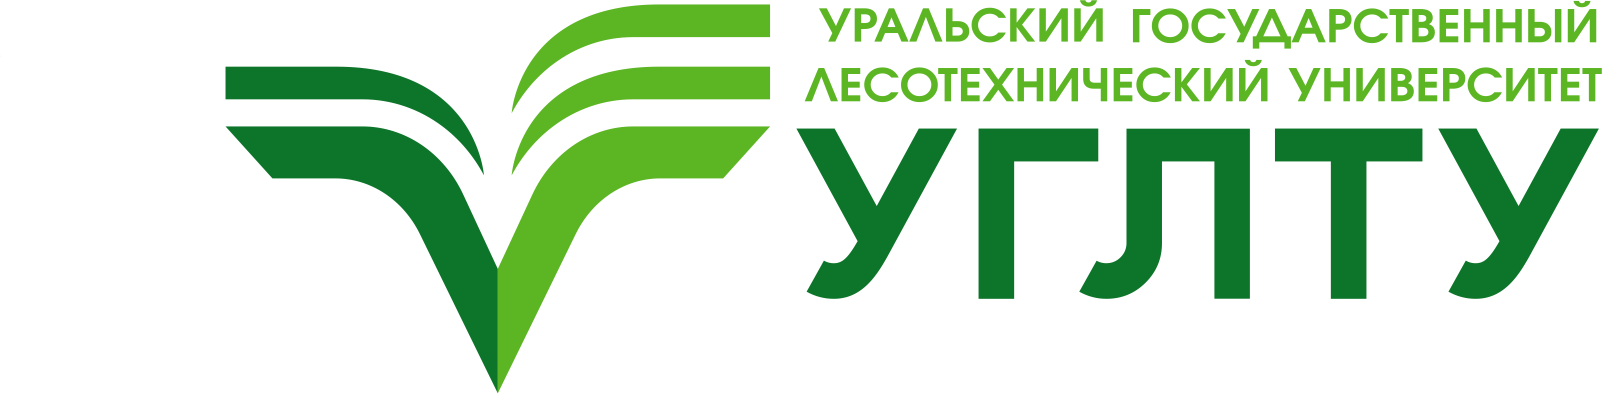 УРАЛЬСКИЙ ГОСУДАРСТВЕННЫЙ
ЛЕСОТЕХНИЧЕСКИЙ УНИВЕРСИТЕТ
УГЛТУ